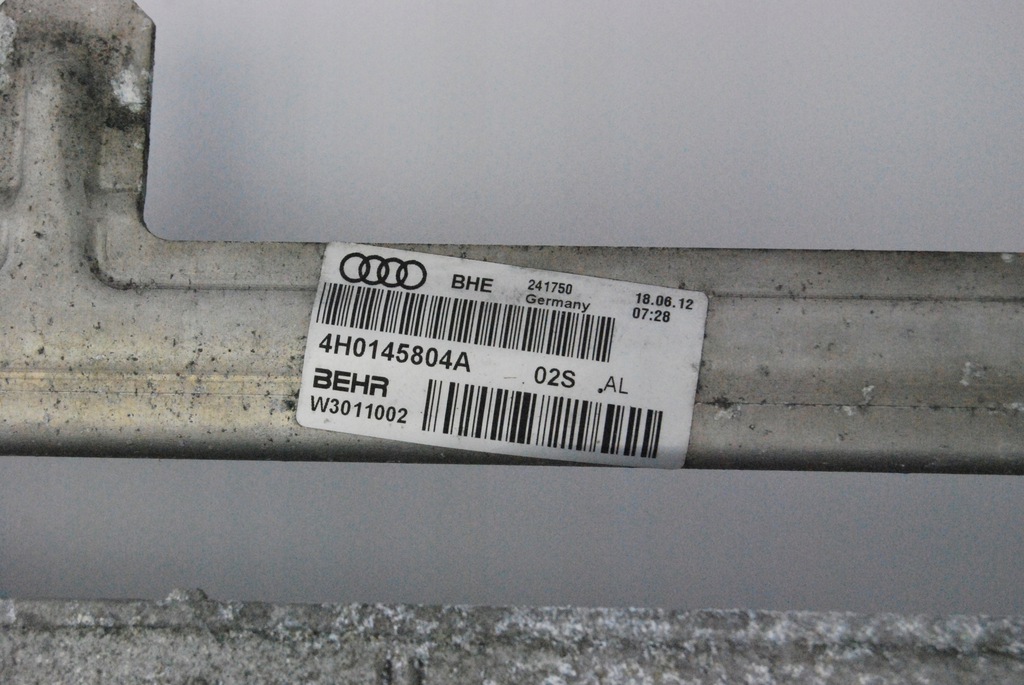 BHE 241750 18.06.12
Germany 07:28
4H0145804A 02S .AL
BEHR
W3011002